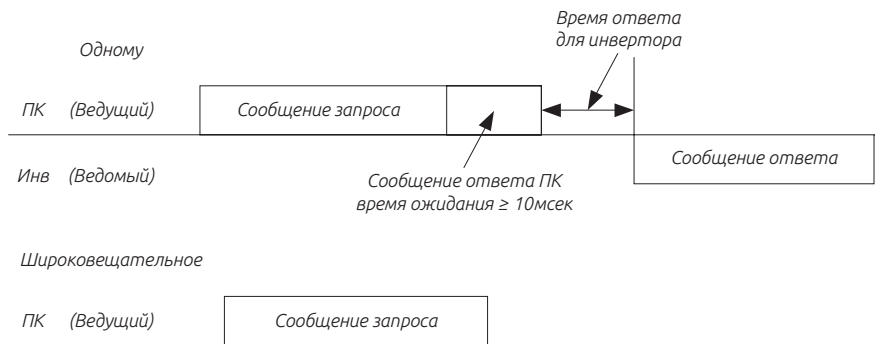 Время ответа
для инвертора
Одному
ПК (Ведущий) Сообщение запроса
Инв (Ведомый) Сообщение ответа
Сообщение ответа ПК
время ожидания ≥ 10мсек
Широковещательное
ПК (Ведущий) Сообщение запроса